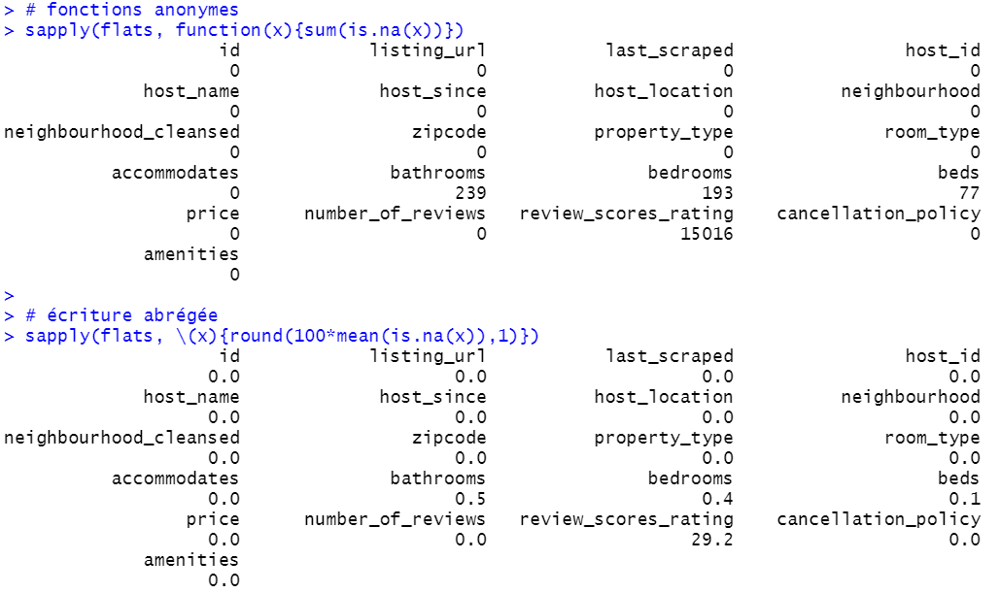 > # fonctions anonymes
> sapply(flats, function(x){sum(is.na(x))})
id listing_url last_scraped host_id
0 0 0 0
host_name host_since host_location neighbourhood
0 0 0 0
neighbourhood_cleansed zipcode property_type room_type
0 0 0 0
accommodates bathrooms bedrooms beds
0 239 193 77
price number_of_reviews review_scores_rating cancellation_policy
0 0 15016 0
amenities
0
>
> # écriture abrégée
> sapply(flats, \(x){round(100*mean(is.na(x)),1)})
id listing_url last_scraped host_id
0.0 0.0 0.0 0.0
host_name host_since host_location neighbourhood
0.0 0.0 0.0 0.0
neighbourhood_cleansed zipcode property_type room_type
0.0 0.0 0.0 0.0
accommodates bathrooms bedrooms beds
0.0 0.5 0.4 0.1
price number_of_reviews review_scores_rating cancellation_policy
0.0 0.0 29.2 0.0
amenities
0.0